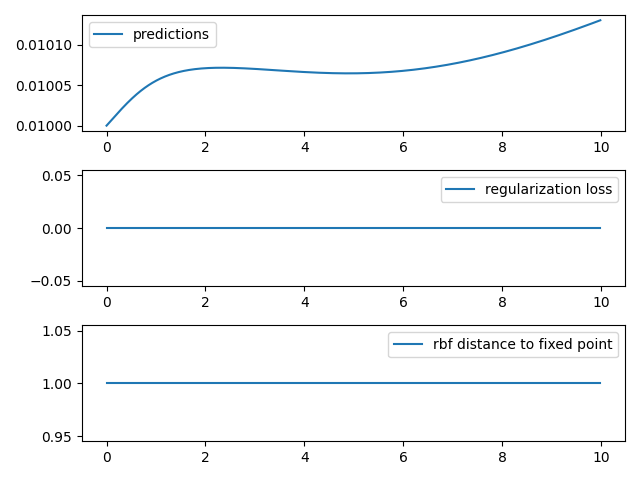 predictions
0.01010
0.01005
0.01000
0 2 4 6 8 10
regularization loss
0.05
0.00
−0.05
0 2 4 6 8 10
rbf distance to fixed point
1.05
1.00
0.95
0 2 4 6 8 10